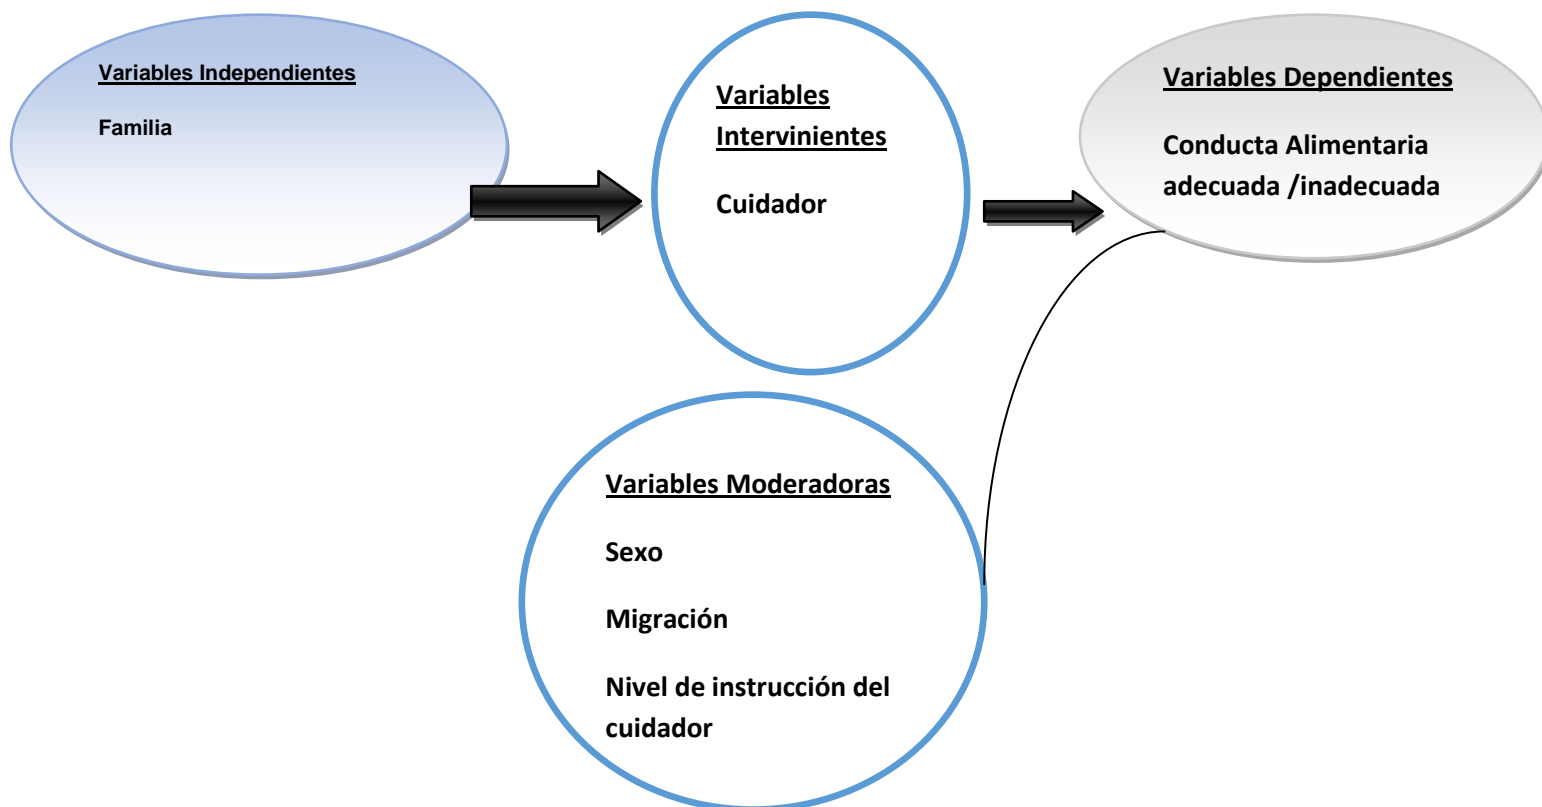 Variables Independientes
Familia
Variables
Intervinientes
Cuidador
Variables Dependientes
Conducta Alimentaria
adecuada /inadecuada
Variables Moderadoras
Sexo
Migración
Nivel de instrucción del
cuidador